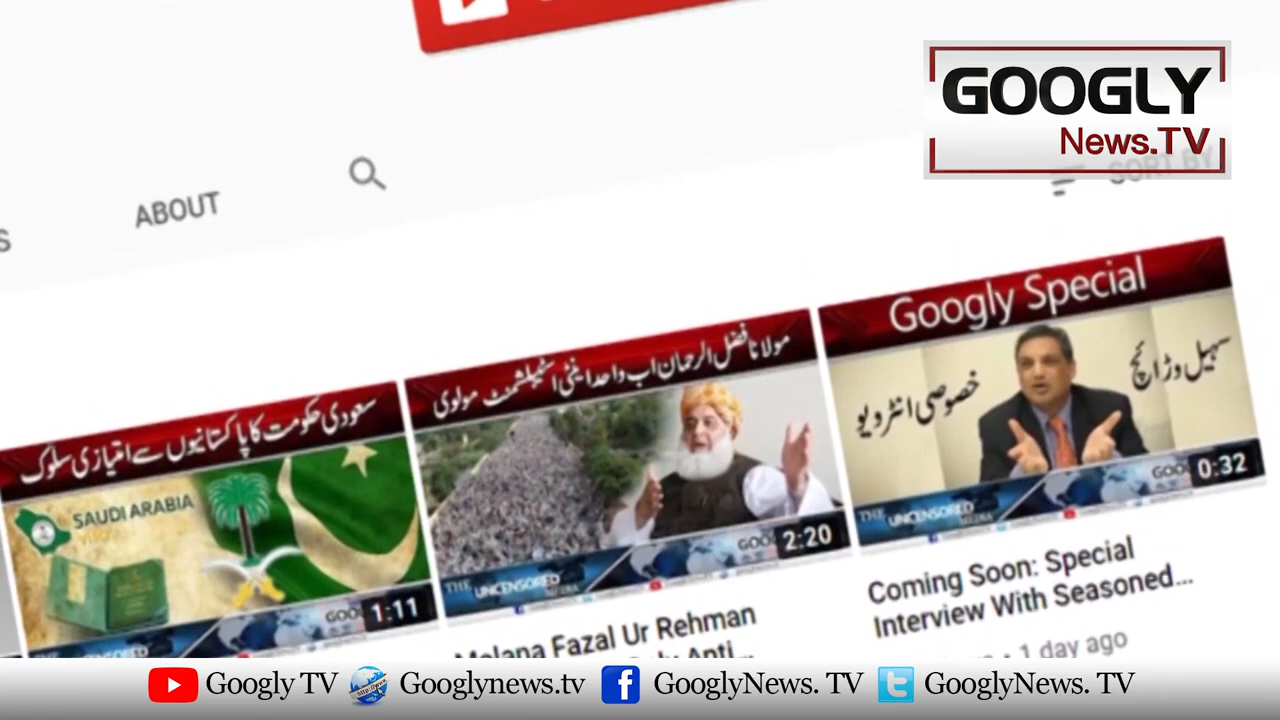 GOOGLY
News.TV
ABOUT
SORT BY
Googly Special
سہیل وڑائچ
خصوصی انٹرویو
THE UNCENSORED MEDIA
0:32
Coming Soon: Special
Interview With Seasoned...
1 day ago
مولانا فضل الرحمان اب واحد اینٹی اسٹیبلشمنٹ مولوی
THE UNCENSORED
2:20
Molana Fazal Ur Rehman
سعودی حکومت کا پاکستانیوں سے امتیازی سلوک
SAUDI ARABIA
1:11
Googly TV
Googlynews.tv
GooglyNews. TV
GooglyNews. TV